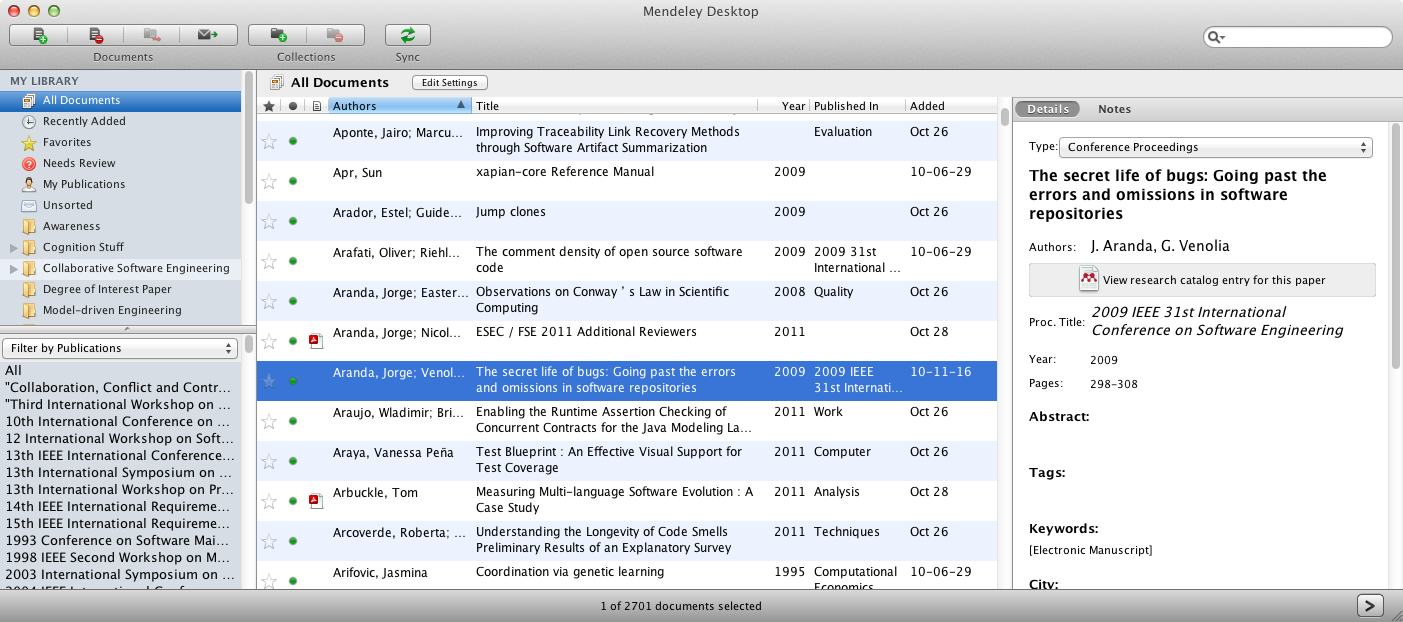 Mendeley Desktop
Documents
Collections
Sync
MY LIBRARY
All Documents
Recently Added
Favorites
Needs Review
My Publications
Unsorted
Awareness
Cognition Stuff
Collaborative Software Engineering
Degree of Interest Paper
Model-driven Engineering
Filter by Publications
All
"Collaboration, Conflict and Contr...
"Third International Workshop on ...
10th International Conference on ...
12 International Workshop on Soft...
13th IEEE International Conference...
13th International Symposium on ...
13th International Workshop on Pr...
14th IEEE International Requireme...
15th IEEE International Requireme...
1993 Conference on Software Mai...
1998 IEEE Second Workshop on M...
2003 International Symposium on ...
All Documents Edit Settings
Authors Title Year Published In Added
Aponte, Jairo; Marcu... Improving Traceability Link Recovery Methods Evaluation Oct 26
through Software Artifact Summarization
Apr, Sun xapian-core Reference Manual 2009 10-06-29
Arador, Estel; Guide... Jump clones 2009 Oct 26
Arafati, Oliver; Riehl... The comment density of open source software 2009 2009 31st 10-06-29
code International ...
Aranda, Jorge; Easter... Observations on Conway ' s Law in Scientific 2008 Quality Oct 26
Computing
Aranda, Jorge; Nicol... ESEC / FSE 2011 Additional Reviewers 2011 Oct 28
Aranda, Jorge; Venol... The secret life of bugs: Going past the errors 2009 2009 IEEE 10-11-16
and omissions in software repositories 31st Internati...
Araujo, Wladimir; Bri... Enabling the Runtime Assertion Checking of 2011 Work Oct 26
Concurrent Contracts for the Java Modeling La...
Araya, Vanessa Peña Test Blueprint : An Effective Visual Support for 2011 Computer Oct 26
Test Coverage
Arbuckle, Tom Measuring Multi-language Software Evolution : A 2011 Analysis Oct 28
Case Study
Arcoverde, Roberta; ... Understanding the Longevity of Code Smells 2011 Techniques Oct 26
Preliminary Results of an Explanatory Survey
Arifovic, Jasmina Coordination via genetic learning 1995 Computational 10-06-29
Economics
Details Notes
Type: Conference Proceedings
The secret life of bugs: Going past the
errors and omissions in software
repositories
Authors: J. Aranda, G. Venolia
View research catalog entry for this paper
Proc. Title: 2009 IEEE 31st International
Conference on Software Engineering
Year: 2009
Pages: 298-308
Abstract:
Tags:
Keywords:
[Electronic Manuscript]
City:
1 of 2701 documents selected